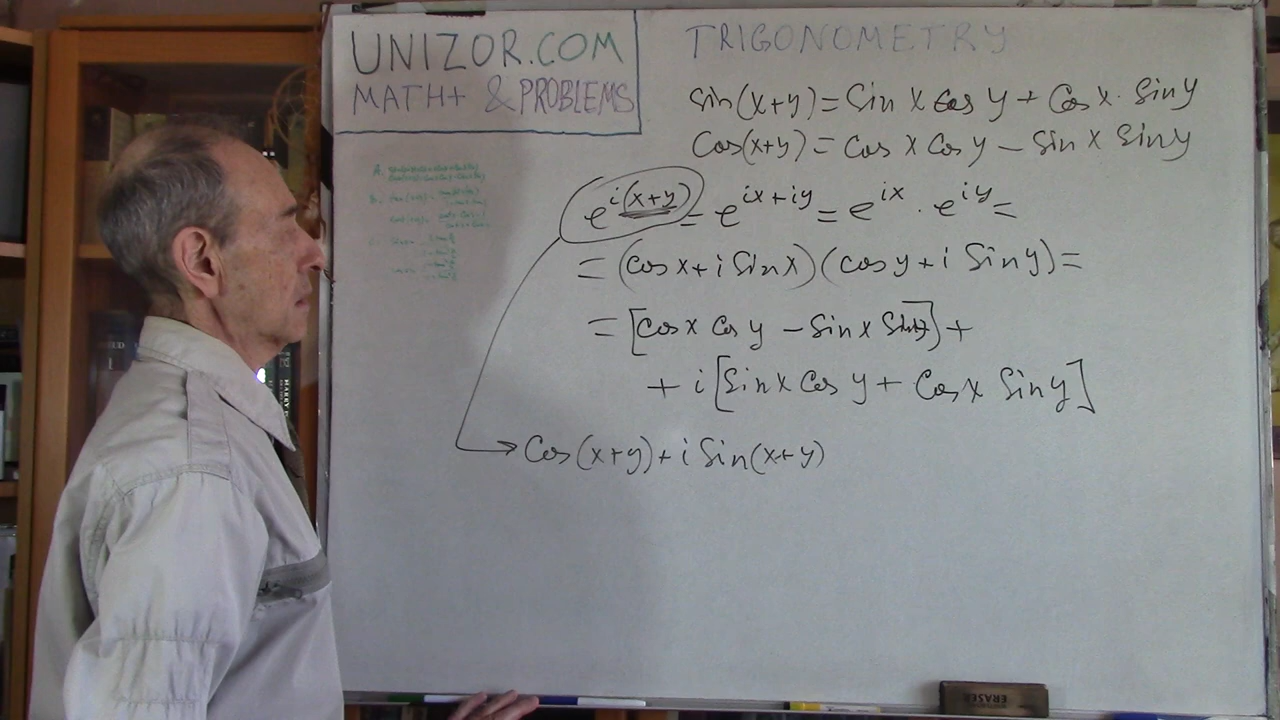 UNIZOR.COM
MATH+ & PROBLEMS
TRIGONOMETRY
Sin(x+y)=Sin x Cos y + Cos x · Sin y
Cos(x+y)=Cos x Cos y − Sin x Sin y
e^{i(x+y)} = e^{ix+iy} = e^{ix} · e^{iy} =
= (Cos x + i Sin x)(Cos y + i Sin y) =
= [Cos x Cos y − Sin x Sin y] +
+ i [Sin x Cos y + Cos x Sin y]
→ Cos(x+y) + i Sin(x+y)
ERASER